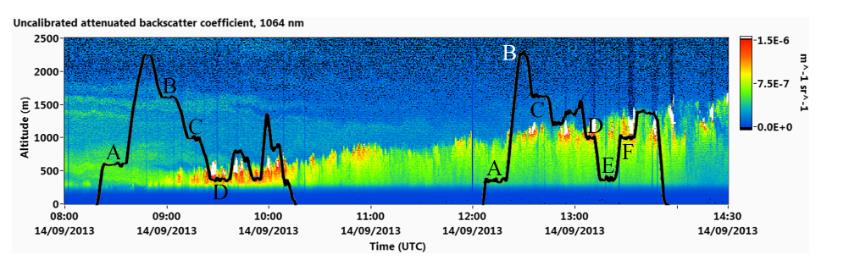 Uncalibrated attenuated backscatter coefficient, 1064 nm
2500
2000
1500
1000
500
0
Altitude (m)
A
B
C
D
A
B
C
D
E
F
1.5E-6
7.5E-7
0.0E+0
m^-1 sr^-1
08:00 09:00 10:00 11:00 12:00 13:00 14:30
14/09/2013 14/09/2013 14/09/2013 14/09/2013 14/09/2013 14/09/2013 14/09/2013
Time (UTC)